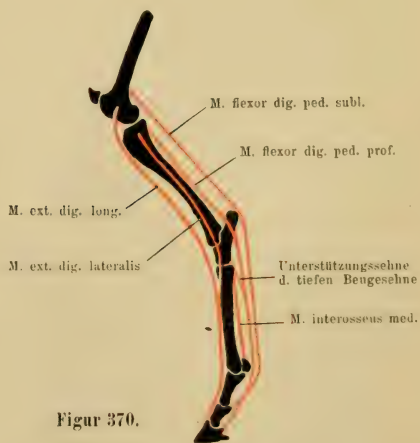 M. flexor dig. ped. subl.
M. flexor dig. ped. prof.
M. ext. dig. long.
M. ext. dig. lateralis
Unterstützungssehne
d. tiefen Beugesehne
M. interosseus med.
Figur 370.